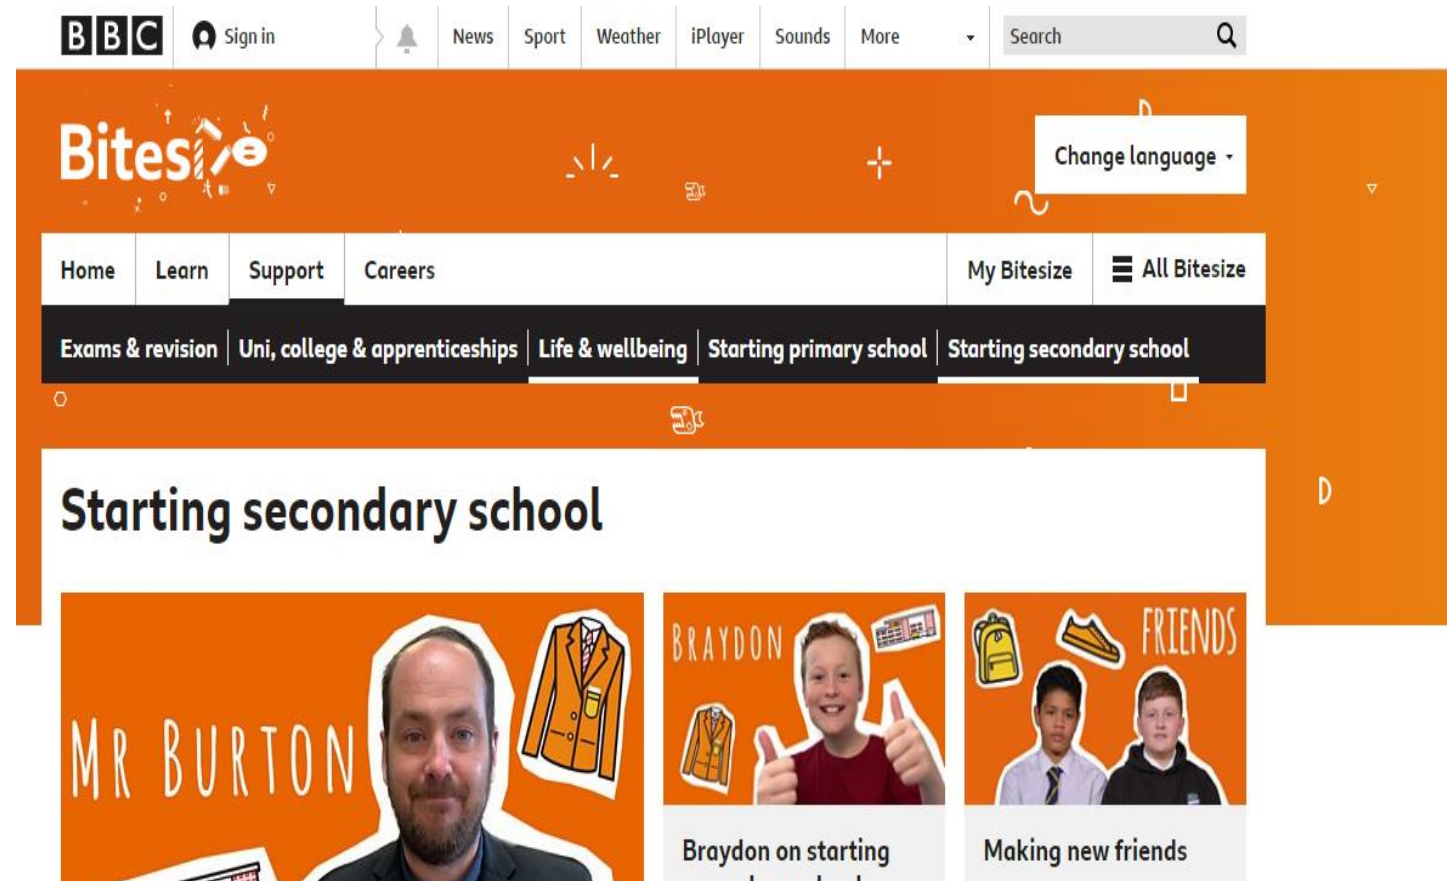 BBC Sign in News Sport Weather iPlayer Sounds More Search
Bitesize
Change language
Home Learn Support Careers My Bitesize All Bitesize
Exams & revision Uni, college & apprenticeships Life & wellbeing Starting primary school Starting secondary school
Starting secondary school
MR BURTON
BRAYDON
FRIENDS
Braydon on starting
Making new friends